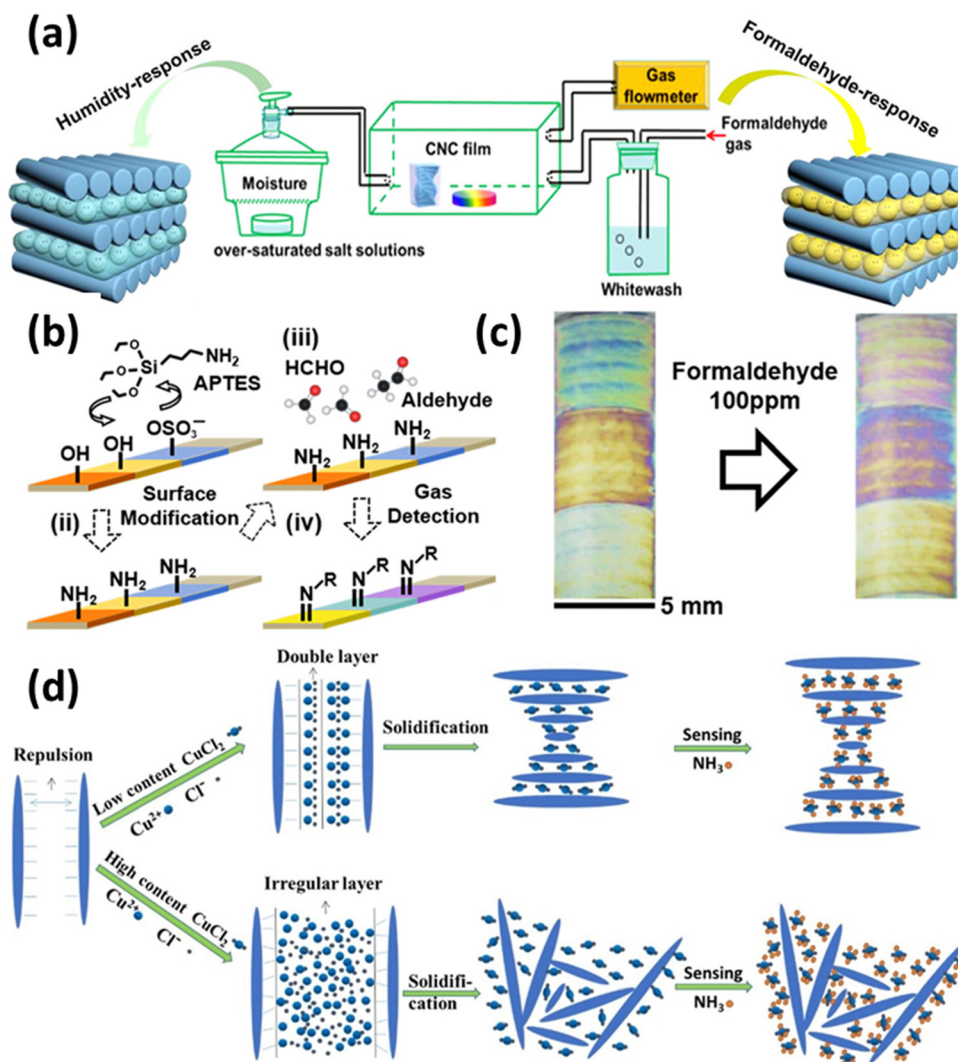 (a)
Humidity-response
Moisture
over-saturated salt solutions
CNC film
Gas
flowmeter
Formaldehyde
gas
Whitewash
Formaldehyde-response
(b)
O
O
Si
O
NH₂
APTES
OH
OH
OSO₃⁻
(iii)
HCHO
Aldehyde
NH₂
NH₂
NH₂
(ii)
Surface
Modification
(iv)
Gas
Detection
NH₂
NH₂
NH₂
N-R
N-R
N-R
(c)
Formaldehyde
100ppm
5 mm
(d)
Repulsion
Low content CuCl₂
Cu²⁺
Cl⁻
Double layer
Solidification
Sensing
NH₃
High content CuCl₂
Cu²⁺
Cl⁻
Irregular layer
Solidifi-
cation
Sensing
NH₃